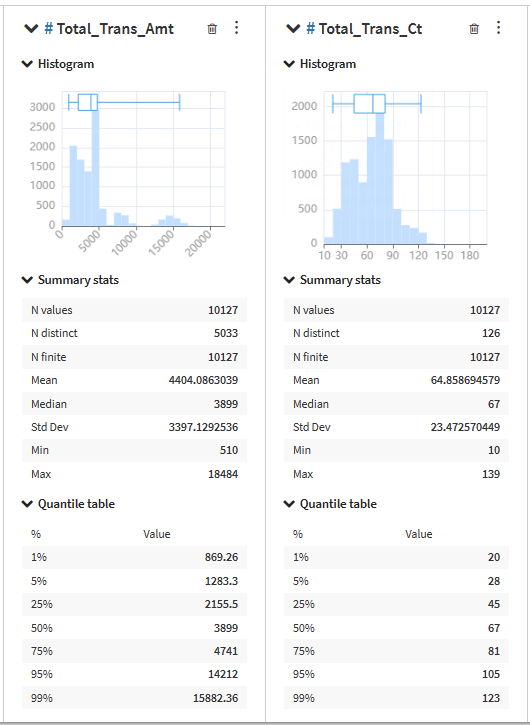 # Total_Trans_Amt
Histogram
3000
2500
2000
1500
1000
500
0
0 5000 10000 15000 20000
Summary stats
N values 10127
N distinct 5033
N finite 10127
Mean 4404.0863039
Median 3899
Std Dev 3397.1292536
Min 510
Max 18484
Quantile table
% Value
1% 869.26
5% 1283.3
25% 2155.5
50% 3899
75% 4741
95% 14212
99% 15882.36
# Total_Trans_Ct
Histogram
2000
1500
1000
500
0
10 30 60 90 120 150 180
Summary stats
N values 10127
N distinct 126
N finite 10127
Mean 64.858694579
Median 67
Std Dev 23.472570449
Min 10
Max 139
Quantile table
% Value
1% 20
5% 28
25% 45
50% 67
75% 81
95% 105
99% 123